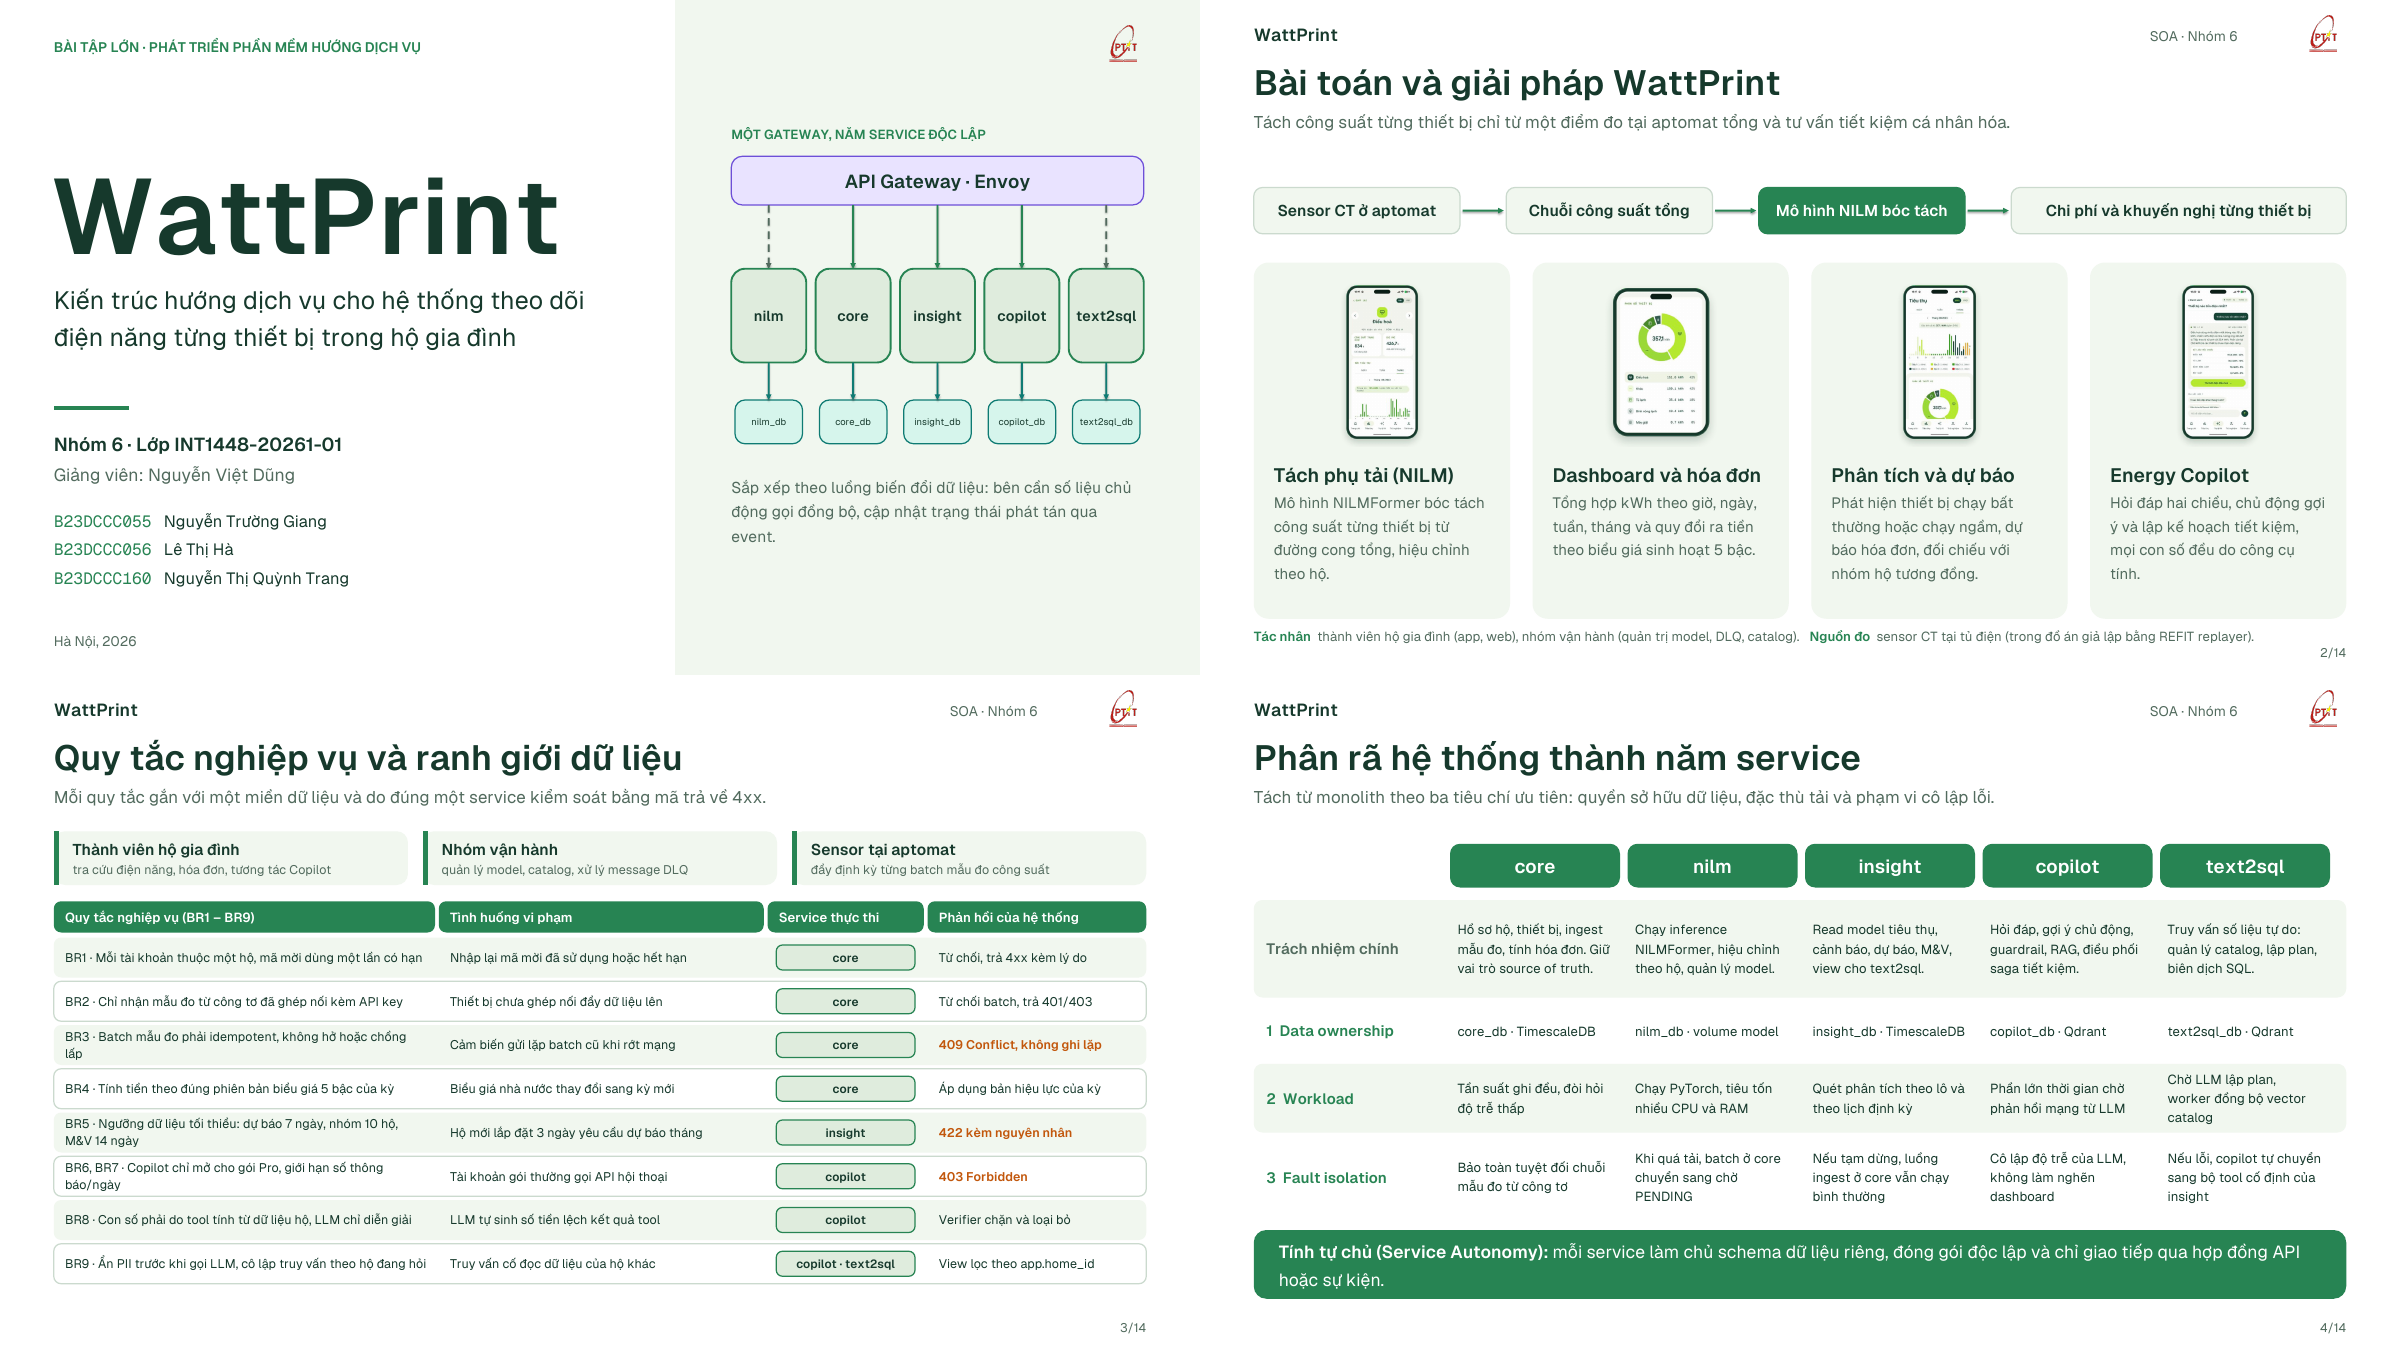 BÀI TẬP LỚN · PHÁT TRIỂN PHẦN MỀM HƯỚNG DỊCH VỤ
WattPrint
Kiến trúc hướng dịch vụ cho hệ thống theo dõi
điện năng từng thiết bị trong hộ gia đình
Nhóm 6 · Lớp INT1448-20261-01
Giảng viên: Nguyễn Việt Dũng
B23DCCC055 Nguyễn Trường Giang
B23DCCC056 Lê Thị Hà
B23DCCC160 Nguyễn Thị Quỳnh Trang
Hà Nội, 2026
PTIT
MỘT GATEWAY, NĂM SERVICE ĐỘC LẬP
API Gateway · Envoy
nilm core insight copilot text2sql
nilm_db core_db insight_db copilot_db text2sql_db
Sắp xếp theo luồng biến đổi dữ liệu: bên cần số liệu chủ
động gọi đồng bộ, cập nhật trạng thái phát tán qua
event.
WattPrint
SOA · Nhóm 6
PTIT
Bài toán và giải pháp WattPrint
Tách công suất từng thiết bị chỉ từ một điểm đo tại aptomat tổng và tư vấn tiết kiệm cá nhân hóa.
Sensor CT ở aptomat
Chuỗi công suất tổng
Mô hình NILM bóc tách
Chi phí và khuyến nghị từng thiết bị
Tách phụ tải (NILM)
Mô hình NILMFormer bóc tách
công suất từng thiết bị từ
đường cong tổng, hiệu chỉnh
theo hộ.
Dashboard và hóa đơn
Tổng hợp kWh theo giờ, ngày,
tuần, tháng và quy đổi ra tiền
theo biểu giá sinh hoạt 5 bậc.
Phân tích và dự báo
Phát hiện thiết bị chạy bất
thường hoặc chạy ngầm, dự
báo hóa đơn, đối chiếu với
nhóm hộ tương đồng.
Energy Copilot
Hỏi đáp hai chiều, chủ động gợi
ý và lập kế hoạch tiết kiệm,
mọi con số đều do công cụ
tính.
Tác nhân thành viên hộ gia đình (app, web), nhóm vận hành (quản trị model, DLQ, catalog). Nguồn đo sensor CT tại tủ điện (trong đồ án giả lập bằng REFIT replayer).
2/14
WattPrint
SOA · Nhóm 6
PTIT
Quy tắc nghiệp vụ và ranh giới dữ liệu
Mỗi quy tắc gắn với một miền dữ liệu và do đúng một service kiểm soát bằng mã trả về 4xx.
Thành viên hộ gia đình
tra cứu điện năng, hóa đơn, tương tác Copilot
Nhóm vận hành
quản lý model, catalog, xử lý message DLQ
Sensor tại aptomat
đẩy định kỳ từng batch mẫu đo công suất
Quy tắc nghiệp vụ (BR1 – BR9) Tình huống vi phạm Service thực thi Phản hồi của hệ thống
BR1 · Mỗi tài khoản thuộc một hộ, mã mời dùng một lần có hạn Nhập lại mã mời đã sử dụng hoặc hết hạn core Từ chối, trả 4xx kèm lý do
BR2 · Chỉ nhận mẫu đo từ công tơ đã ghép nối kèm API key Thiết bị chưa ghép nối đẩy dữ liệu lên core Từ chối batch, trả 401/403
BR3 · Batch mẫu đo phải idempotent, không hở hoặc chồng
lấp
Cảm biến gửi lặp batch cũ khi rớt mạng core 409 Conflict, không ghi lặp
BR4 · Tính tiền theo đúng phiên bản biểu giá 5 bậc của kỳ Biểu giá nhà nước thay đổi sang kỳ mới core Áp dụng bản hiệu lực của kỳ
BR5 · Ngưỡng dữ liệu tối thiểu: dự báo 7 ngày, nhóm 10 hộ,
M&V 14 ngày
Hộ mới lắp đặt 3 ngày yêu cầu dự báo tháng insight 422 kèm nguyên nhân
BR6, BR7 · Copilot chỉ mở cho gói Pro, giới hạn số thông
báo/ngày
Tài khoản gói thường gọi API hội thoại copilot 403 Forbidden
BR8 · Con số phải do tool tính từ dữ liệu hộ, LLM chỉ diễn giải LLM tự sinh số tiền lệch kết quả tool copilot Verifier chặn và loại bỏ
BR9 · Ẩn PII trước khi gọi LLM, cô lập truy vấn theo hộ đang hỏi Truy vấn cố đọc dữ liệu của hộ khác copilot · text2sql View lọc theo app.home_id
3/14
WattPrint
SOA · Nhóm 6
PTIT
Phân rã hệ thống thành năm service
Tách từ monolith theo ba tiêu chí ưu tiên: quyền sở hữu dữ liệu, đặc thù tải và phạm vi cô lập lỗi.
core nilm insight copilot text2sql
Trách nhiệm chính
Hồ sơ hộ, thiết bị, ingest
mẫu đo, tính hóa đơn. Giữ
vai trò source of truth.
Chạy inference
NILMFormer, hiệu chỉnh
theo hộ, quản lý model.
Read model tiêu thụ,
cảnh báo, dự báo, M&V,
view cho text2sql.
Hỏi đáp, gợi ý chủ động,
guardrail, RAG, điều phối
saga tiết kiệm.
Truy vấn số liệu tự do:
quản lý catalog, lập plan,
biên dịch SQL.
1 Data ownership
core_db · TimescaleDB
nilm_db · volume model
insight_db · TimescaleDB
copilot_db · Qdrant
text2sql_db · Qdrant
2 Workload
Tần suất ghi đều, đòi hỏi
độ trễ thấp
Chạy PyTorch, tiêu tốn
nhiều CPU và RAM
Quét phân tích theo lô và
theo lịch định kỳ
Phần lớn thời gian chờ
phản hồi mạng từ LLM
Chờ LLM lập plan,
worker đồng bộ vector
catalog
3 Fault isolation
Bảo toàn tuyệt đối chuỗi
mẫu đo từ công tơ
Khi quá tải, batch ở core
chuyển sang chờ
PENDING
Nếu tạm dừng, luồng
ingest ở core vẫn chạy
bình thường
Cô lập độ trễ của LLM,
không làm nghẽn
dashboard
Nếu lỗi, copilot tự chuyển
sang bộ tool cố định của
insight
Tính tự chủ (Service Autonomy): mỗi service làm chủ schema dữ liệu riêng, đóng gói độc lập và chỉ giao tiếp qua hợp đồng API
hoặc sự kiện.
4/14